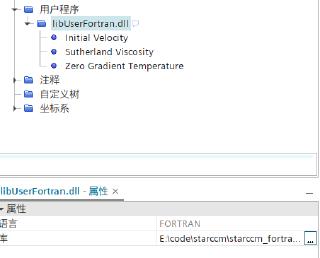 用户程序
libUserFortran.dll
Initial Velocity
Sutherland Viscosity
Zero Gradient Temperature
注释
自定义树
坐标系
libUserFortran.dll - 属性 ×
属性
语言 FORTRAN
库 E:\code\starccm\starccm_fortra... ...